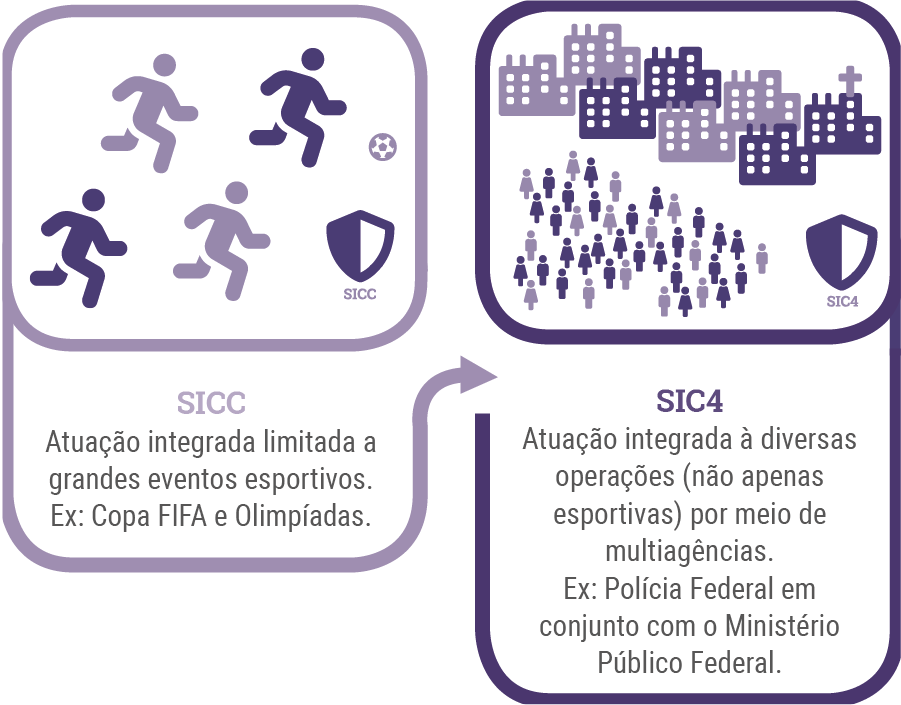 SICC
SIC4
SICC
Atuação integrada limitada a
grandes eventos esportivos.
Ex: Copa FIFA e Olimpíadas.
SIC4
Atuação integrada à diversas
operações (não apenas
esportivas) por meio de
multiagências.
Ex: Polícia Federal em
conjunto com o Ministério
Público Federal.